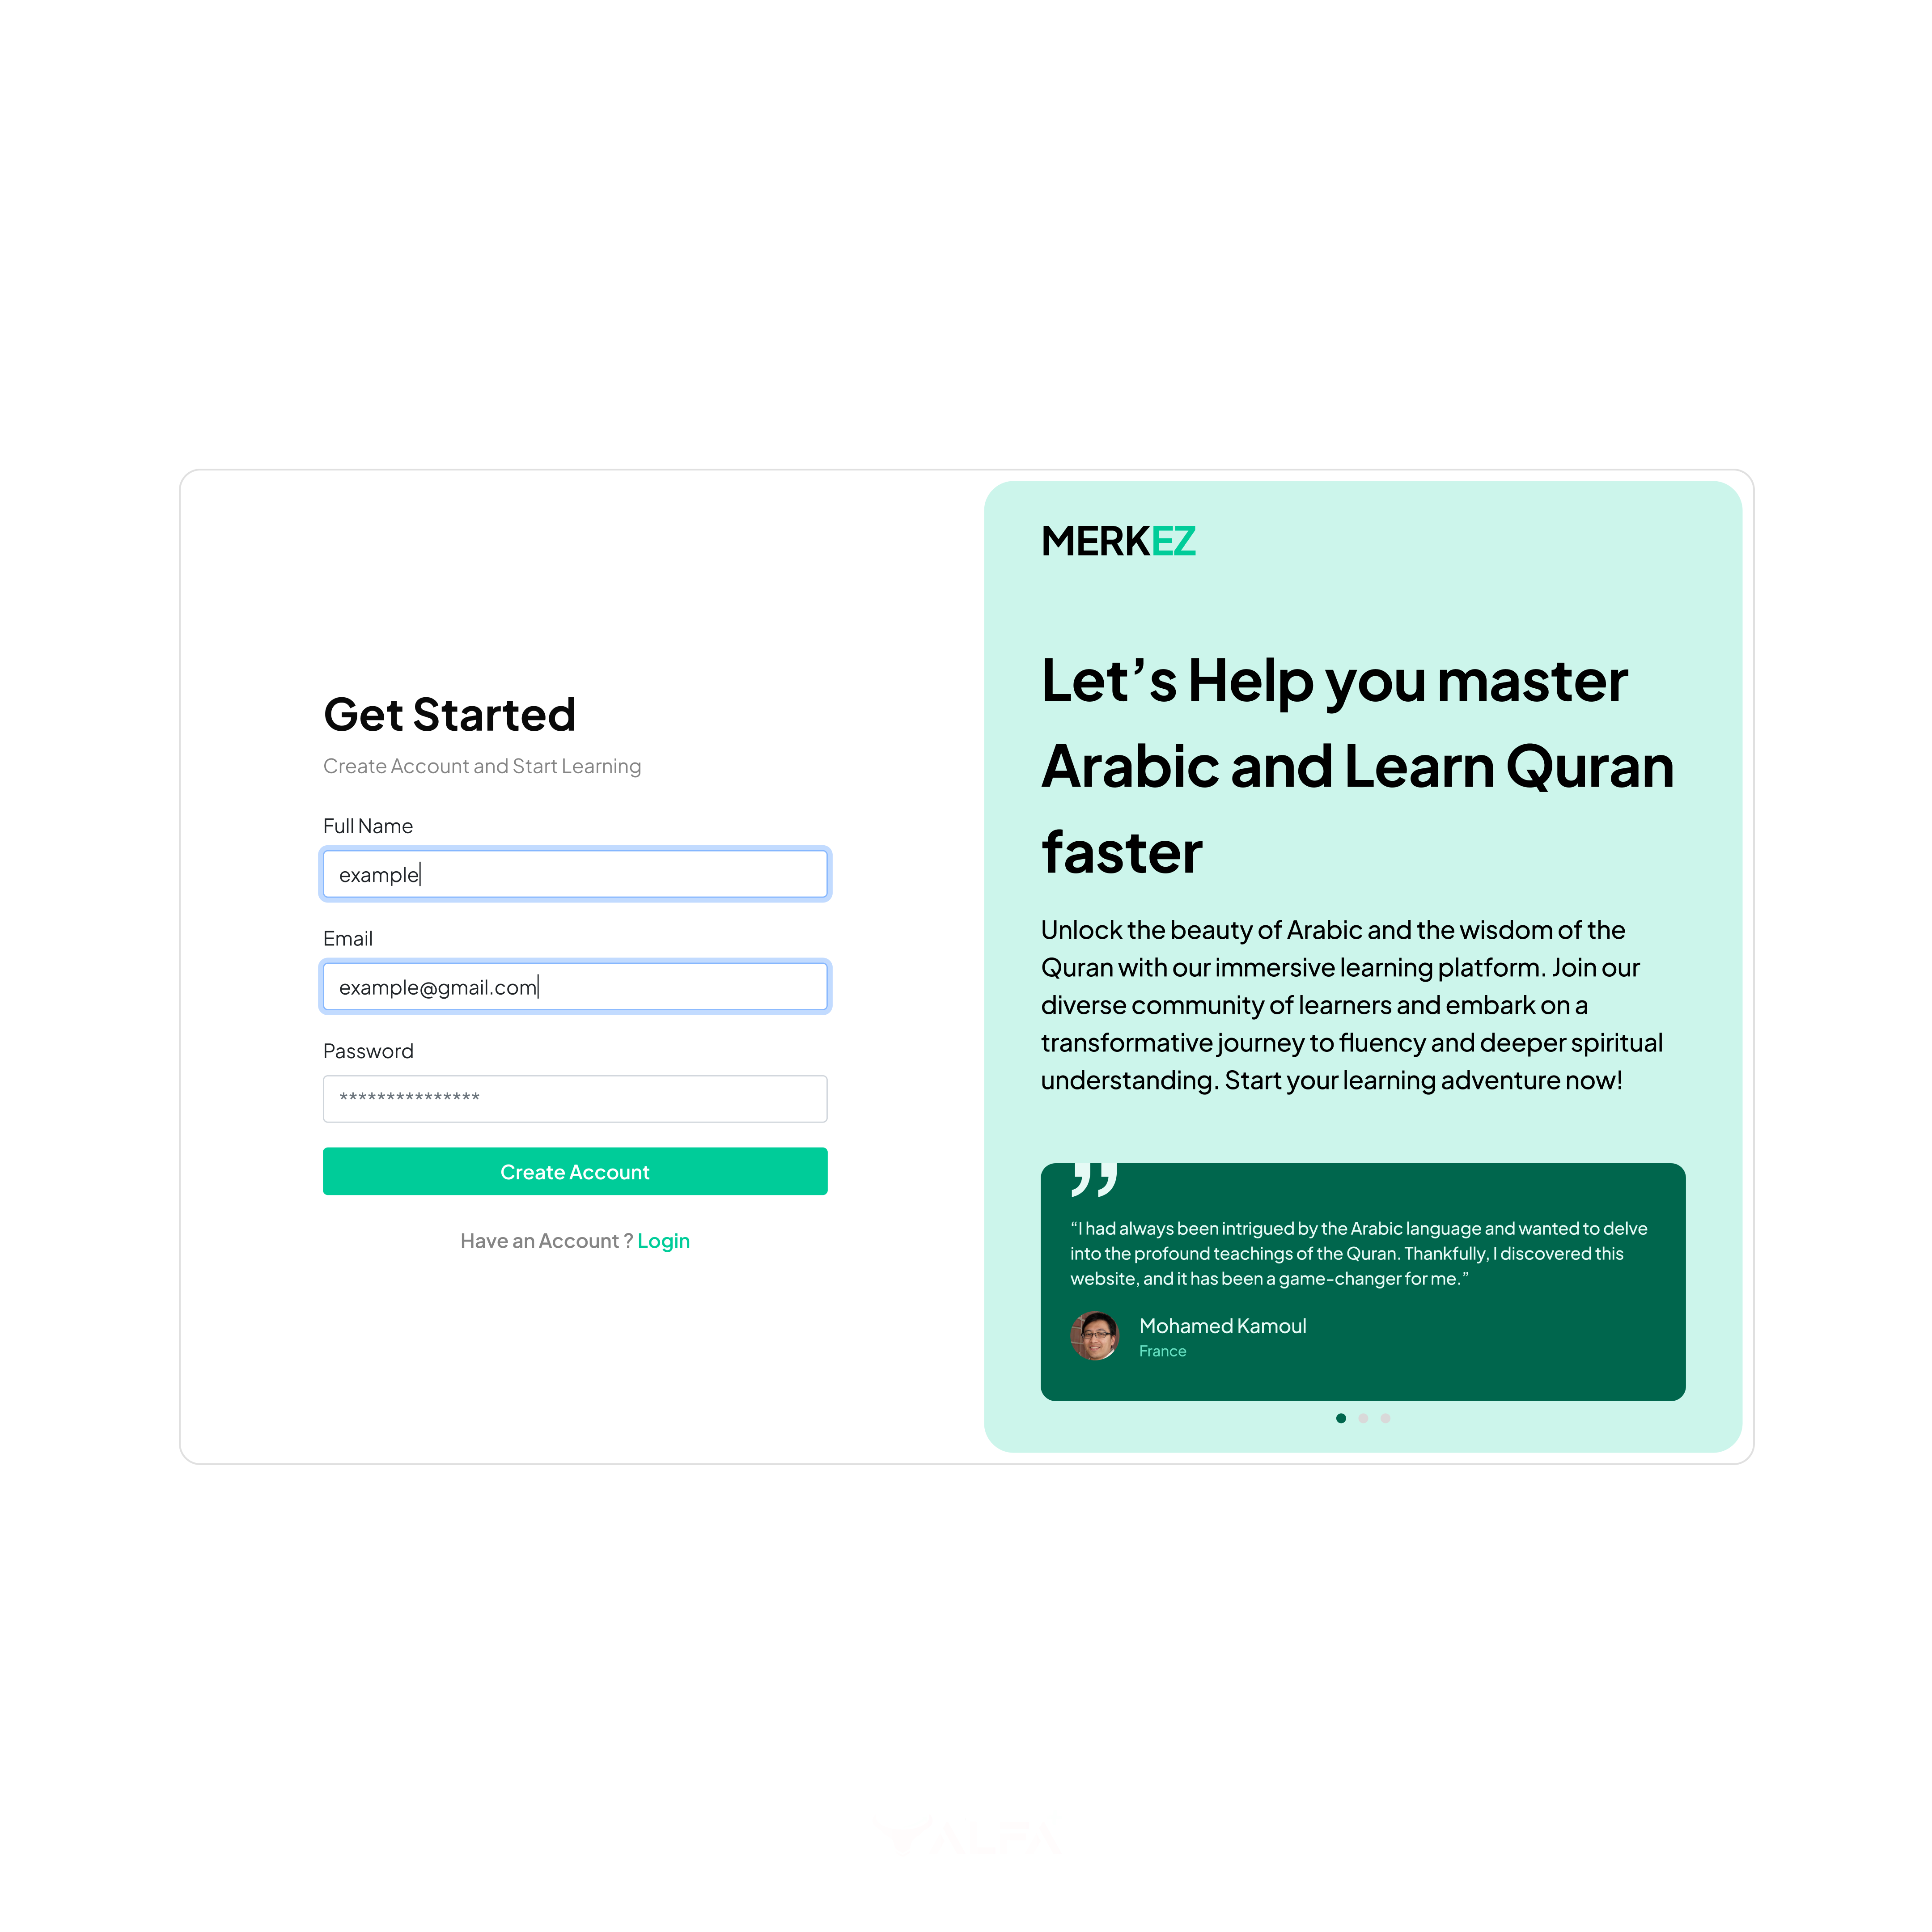 Get Started
Create Account and Start Learning
Full Name
example
Email
example@gmail.com
Password
***************
Create Account
Have an Account ? Login
MERKEZ
Let’s Help you master
Arabic and Learn Quran
faster
Unlock the beauty of Arabic and the wisdom of the
Quran with our immersive learning platform. Join our
diverse community of learners and embark on a
transformative journey to fluency and deeper spiritual
understanding. Start your learning adventure now!
“I had always been intrigued by the Arabic language and wanted to delve
into the profound teachings of the Quran. Thankfully, I discovered this
website, and it has been a game-changer for me.”
Mohamed Kamoul
France